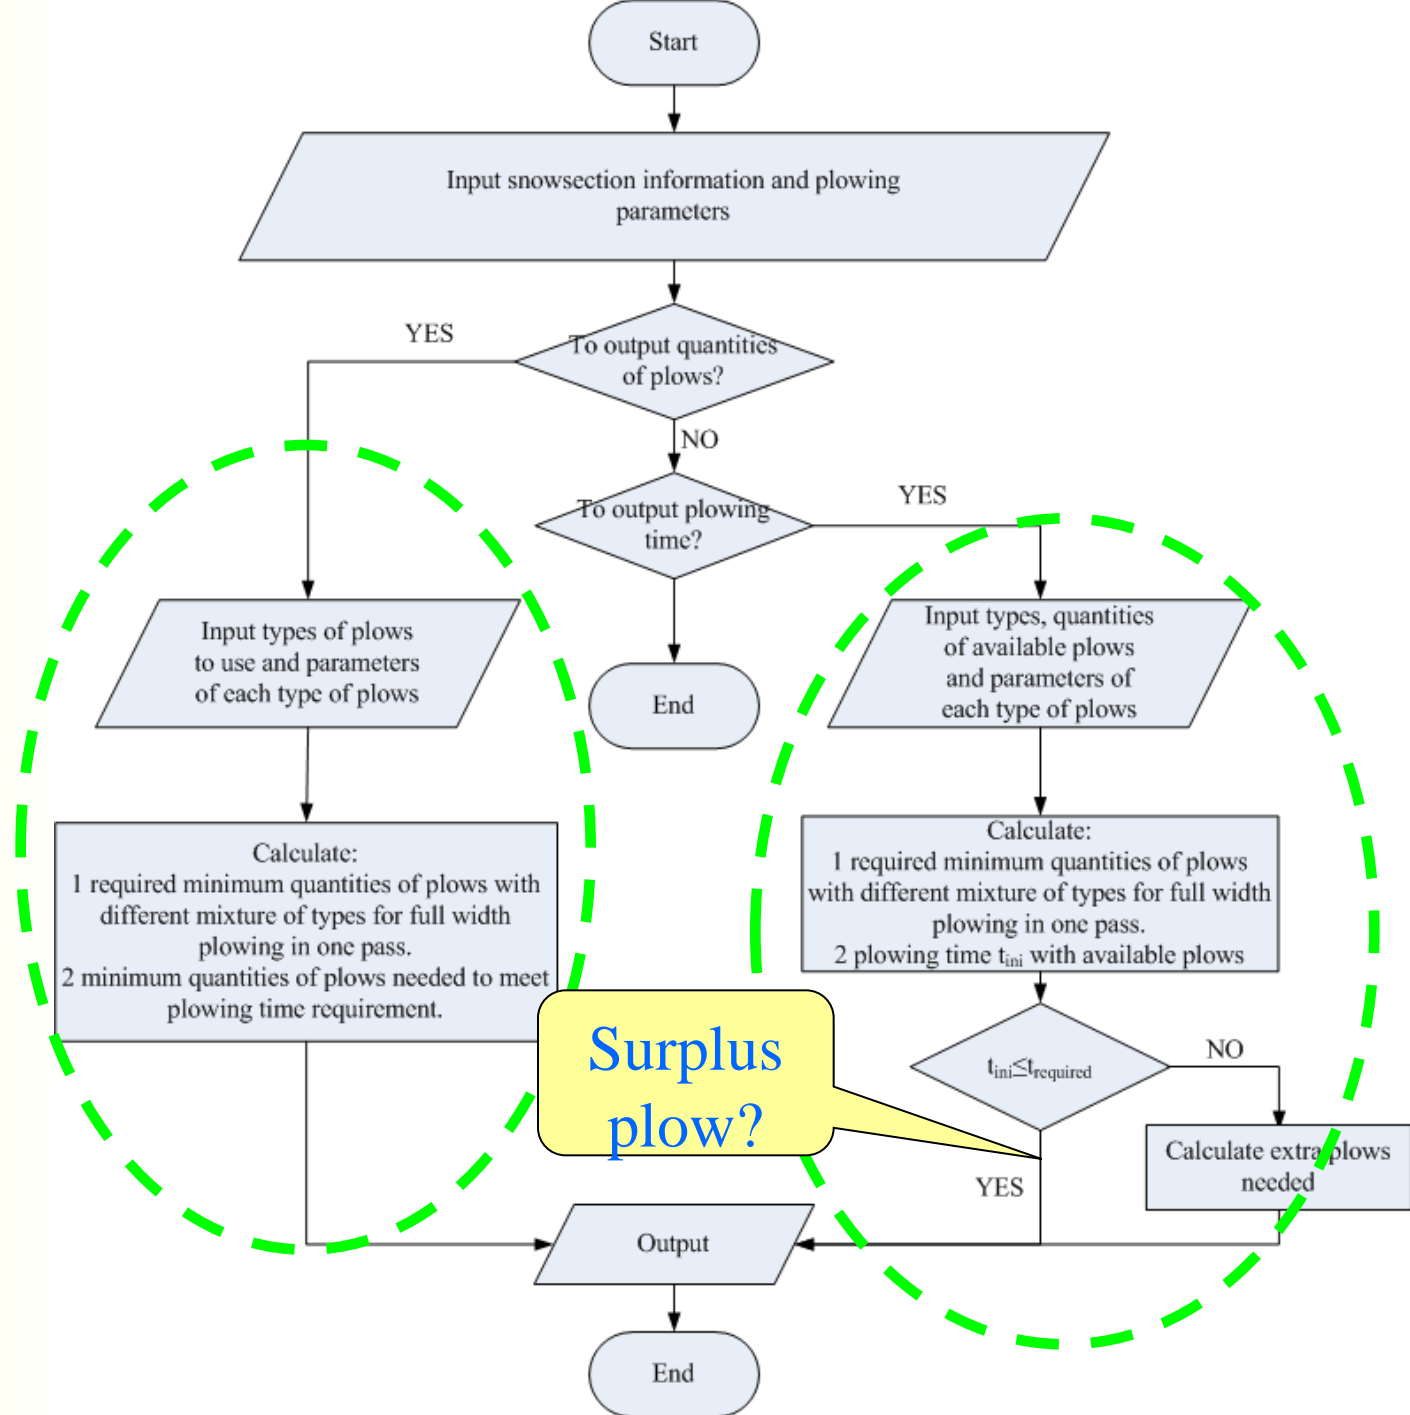 Start
Input snowsection information and plowing
parameters
To output quantities
of plows?
YES
NO
To output plowing
time?
YES
Input types of plows
to use and parameters
of each type of plows
End
Input types, quantities
of available plows
and parameters of
each type of plows
Calculate:
1 required minimum quantities of plows with
different mixture of types for full width
plowing in one pass.
2 minimum quantities of plows needed to meet
plowing time requirement.
Calculate:
1 required minimum quantities of plows
with different mixture of types for full width
plowing in one pass.
2 plowing time tini with available plows
Surplus
plow?
tini≤trequired
NO
Calculate extra plows
needed
YES
Output
End